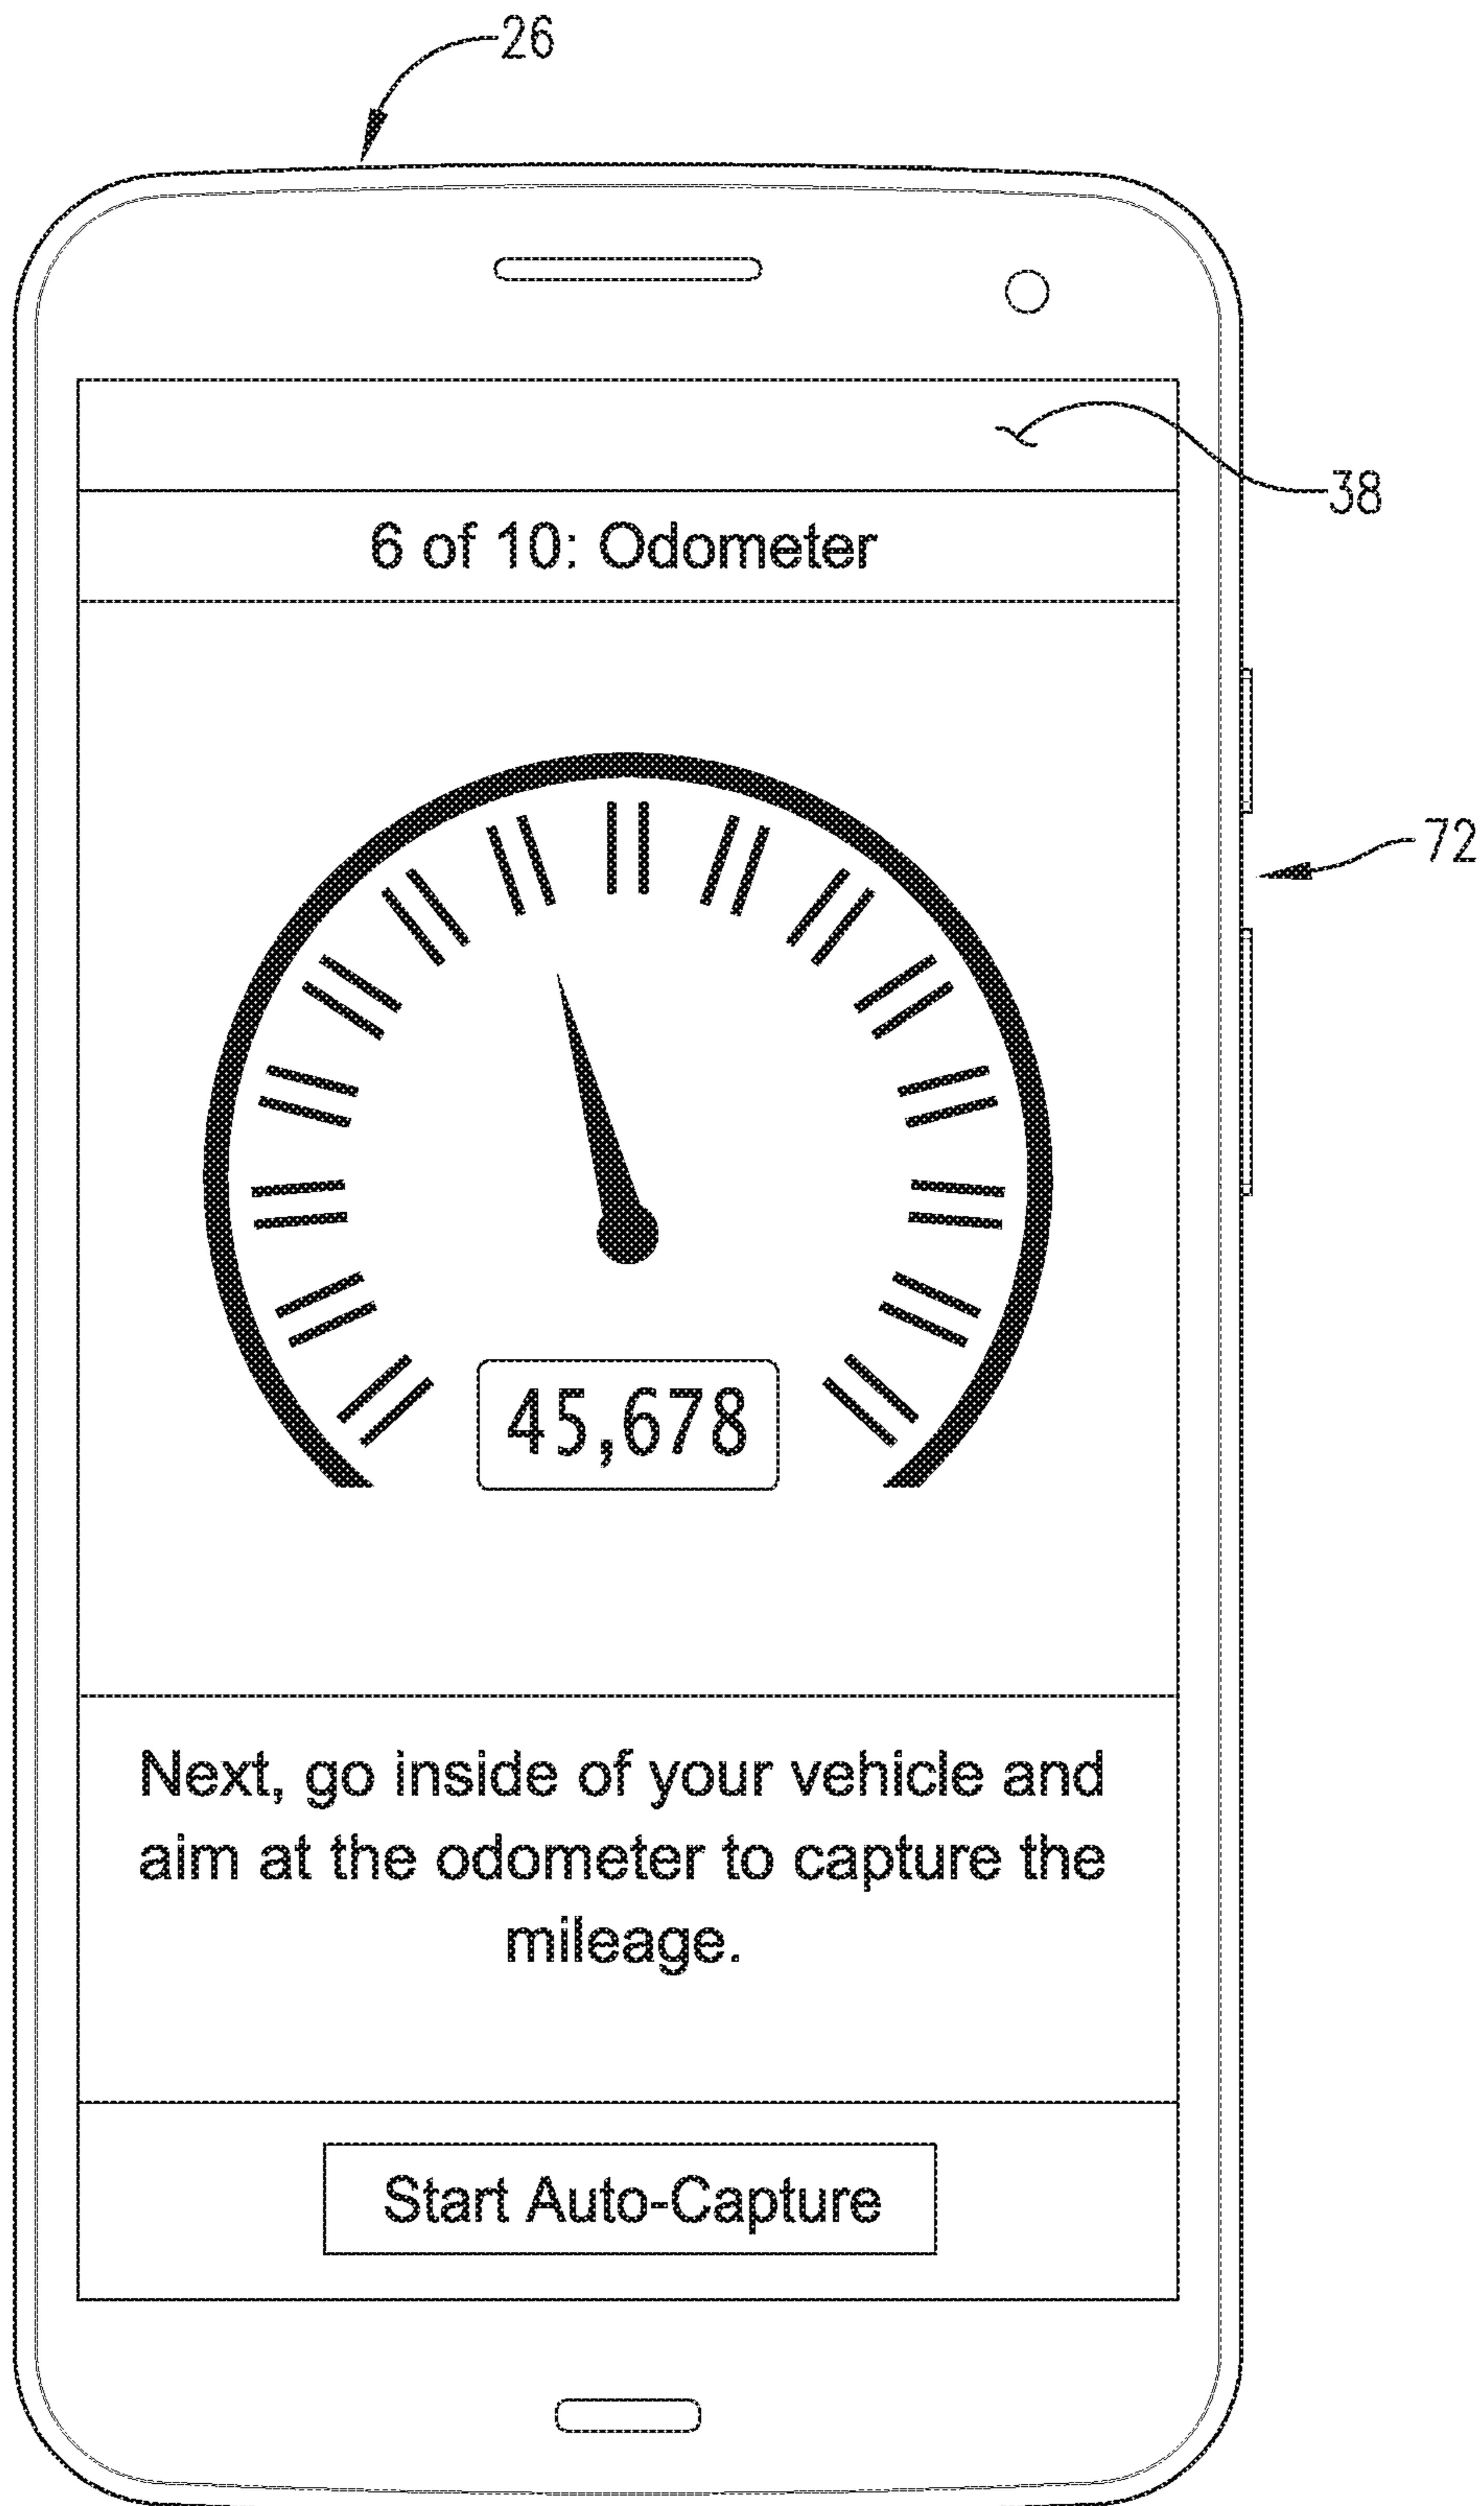 26
38
6 of 10: Odometer
72
45,678
Next, go inside of your vehicle and
aim at the odometer to capture the
mileage.
Start Auto-Capture